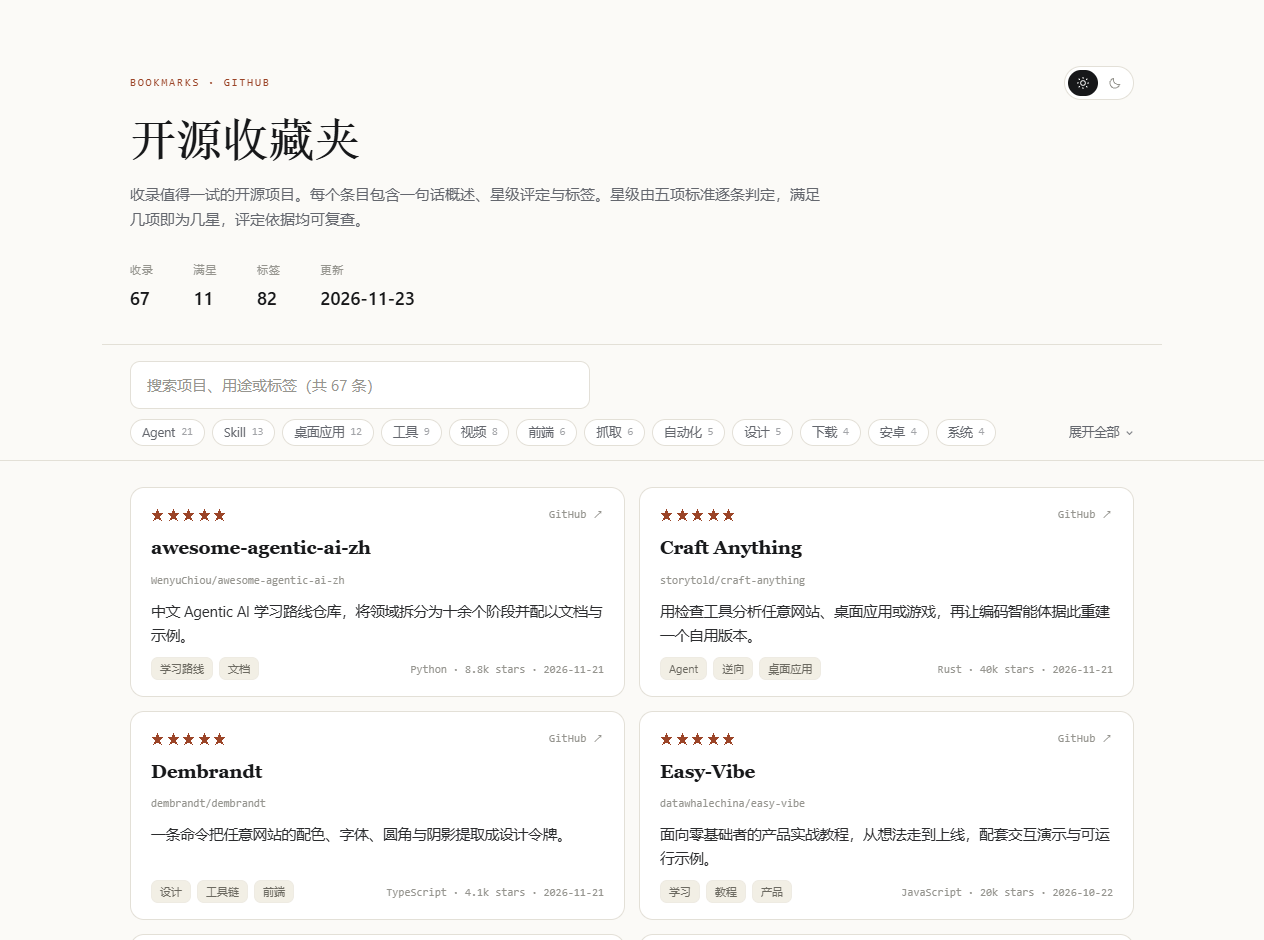 BOOKMARKS · GITHUB
开源收藏夹
收录值得一试的开源项目。每个条目包含一句话概述、星级评定与标签。星级由五项标准逐条判定，满足
几项即为几星，评定依据均可复查。
收录 满星 标签 更新
67 11 82 2026-11-23
搜索项目、用途或标签（共 67 条）
Agent 21 Skill 13 桌面应用 12 工具 9 视频 8 前端 6 抓取 6 自动化 5 设计 5 下载 4 安卓 4 系统 4 展开全部
★★★★★ GitHub ↗
awesome-agentic-ai-zh
WenyuChiou/awesome-agentic-ai-zh
中文 Agentic AI 学习路线仓库，将领域拆分为十余个阶段并配以文档与
示例。
学习路线 文档 Python · 8.8k stars · 2026-11-21
★★★★★ GitHub ↗
Craft Anything
storytold/craft-anything
用检查工具分析任意网站、桌面应用或游戏，再让编码智能体据此重建
一个自用版本。
Agent 逆向 桌面应用 Rust · 40k stars · 2026-11-21
★★★★★ GitHub ↗
Dembrandt
dembrandt/dembrandt
一条命令把任意网站的配色、字体、圆角与阴影提取成设计令牌。
设计 工具链 前端 TypeScript · 4.1k stars · 2026-11-21
★★★★★ GitHub ↗
Easy-Vibe
datawhalechina/easy-vibe
面向零基础者的产品实战教程，从想法走到上线，配套交互演示与可运
行示例。
学习 教程 产品 JavaScript · 20k stars · 2026-10-22